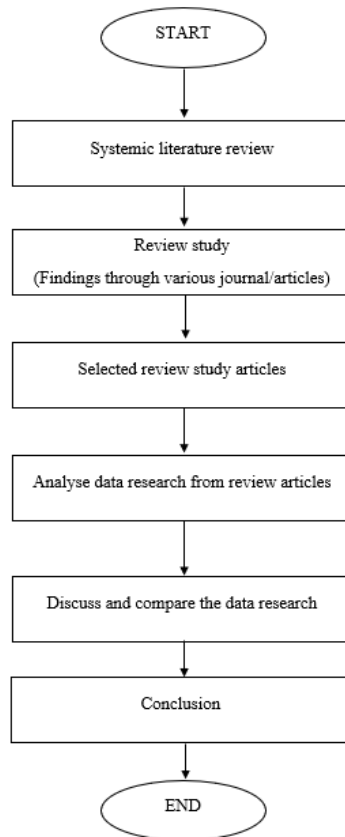 START
Systemic literature review
Review study
(Findings through various journal/articles)
Selected review study articles
Analyse data research from review articles
Discuss and compare the data research
Conclusion
END